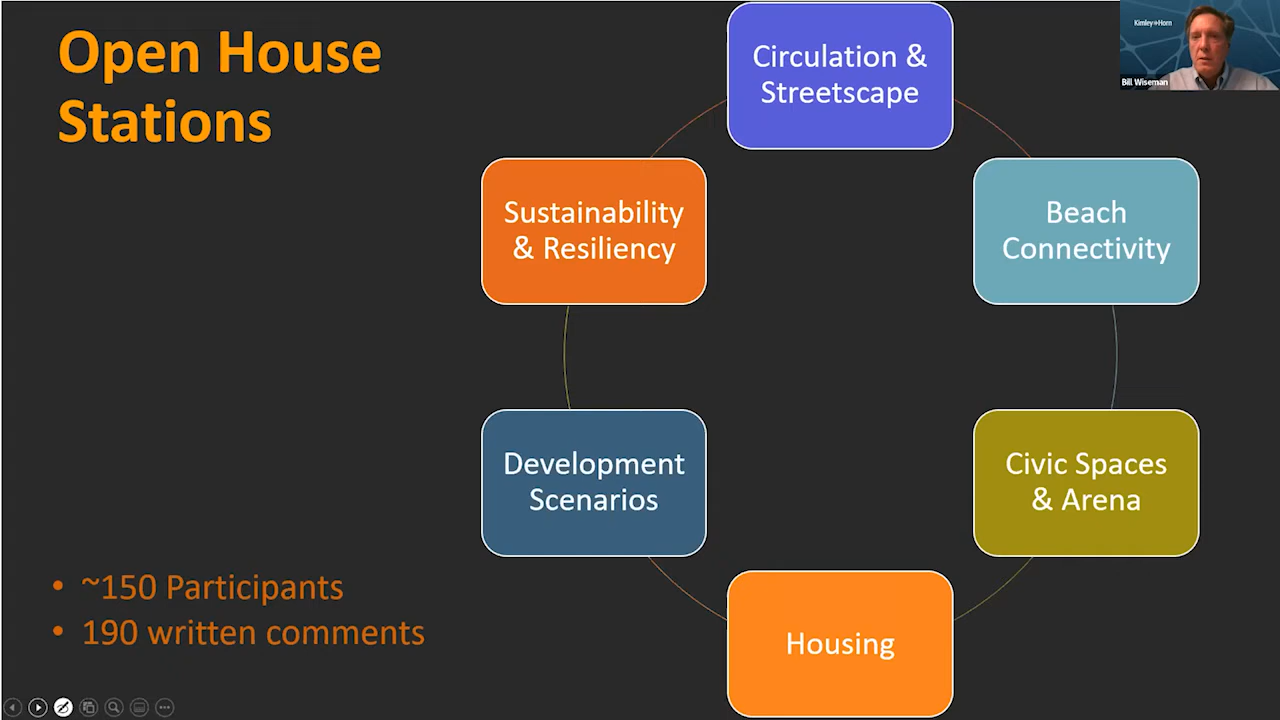 Open House
Stations
Circulation &
Streetscape
Kimley»Horn
Bill Wiseman
Sustainability
& Resiliency
Beach
Connectivity
Development
Scenarios
Civic Spaces
& Arena
• ~150 Participants
• 190 written comments
Housing